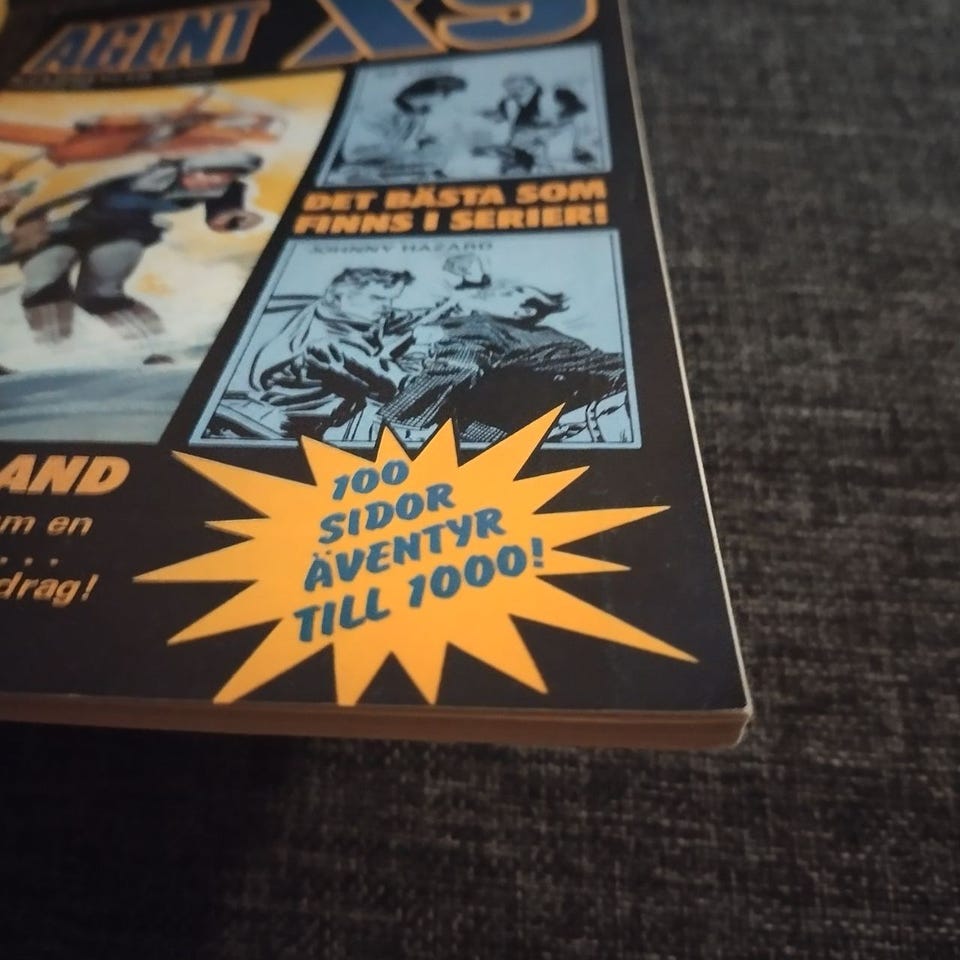 AGENT X9
DET BÄSTA SOM
FINNS I SERIER!
JOHNNY HAZARD
AND
m en
...
drag!
100
SIDOR
ÄVENTYR
TILL 1000!